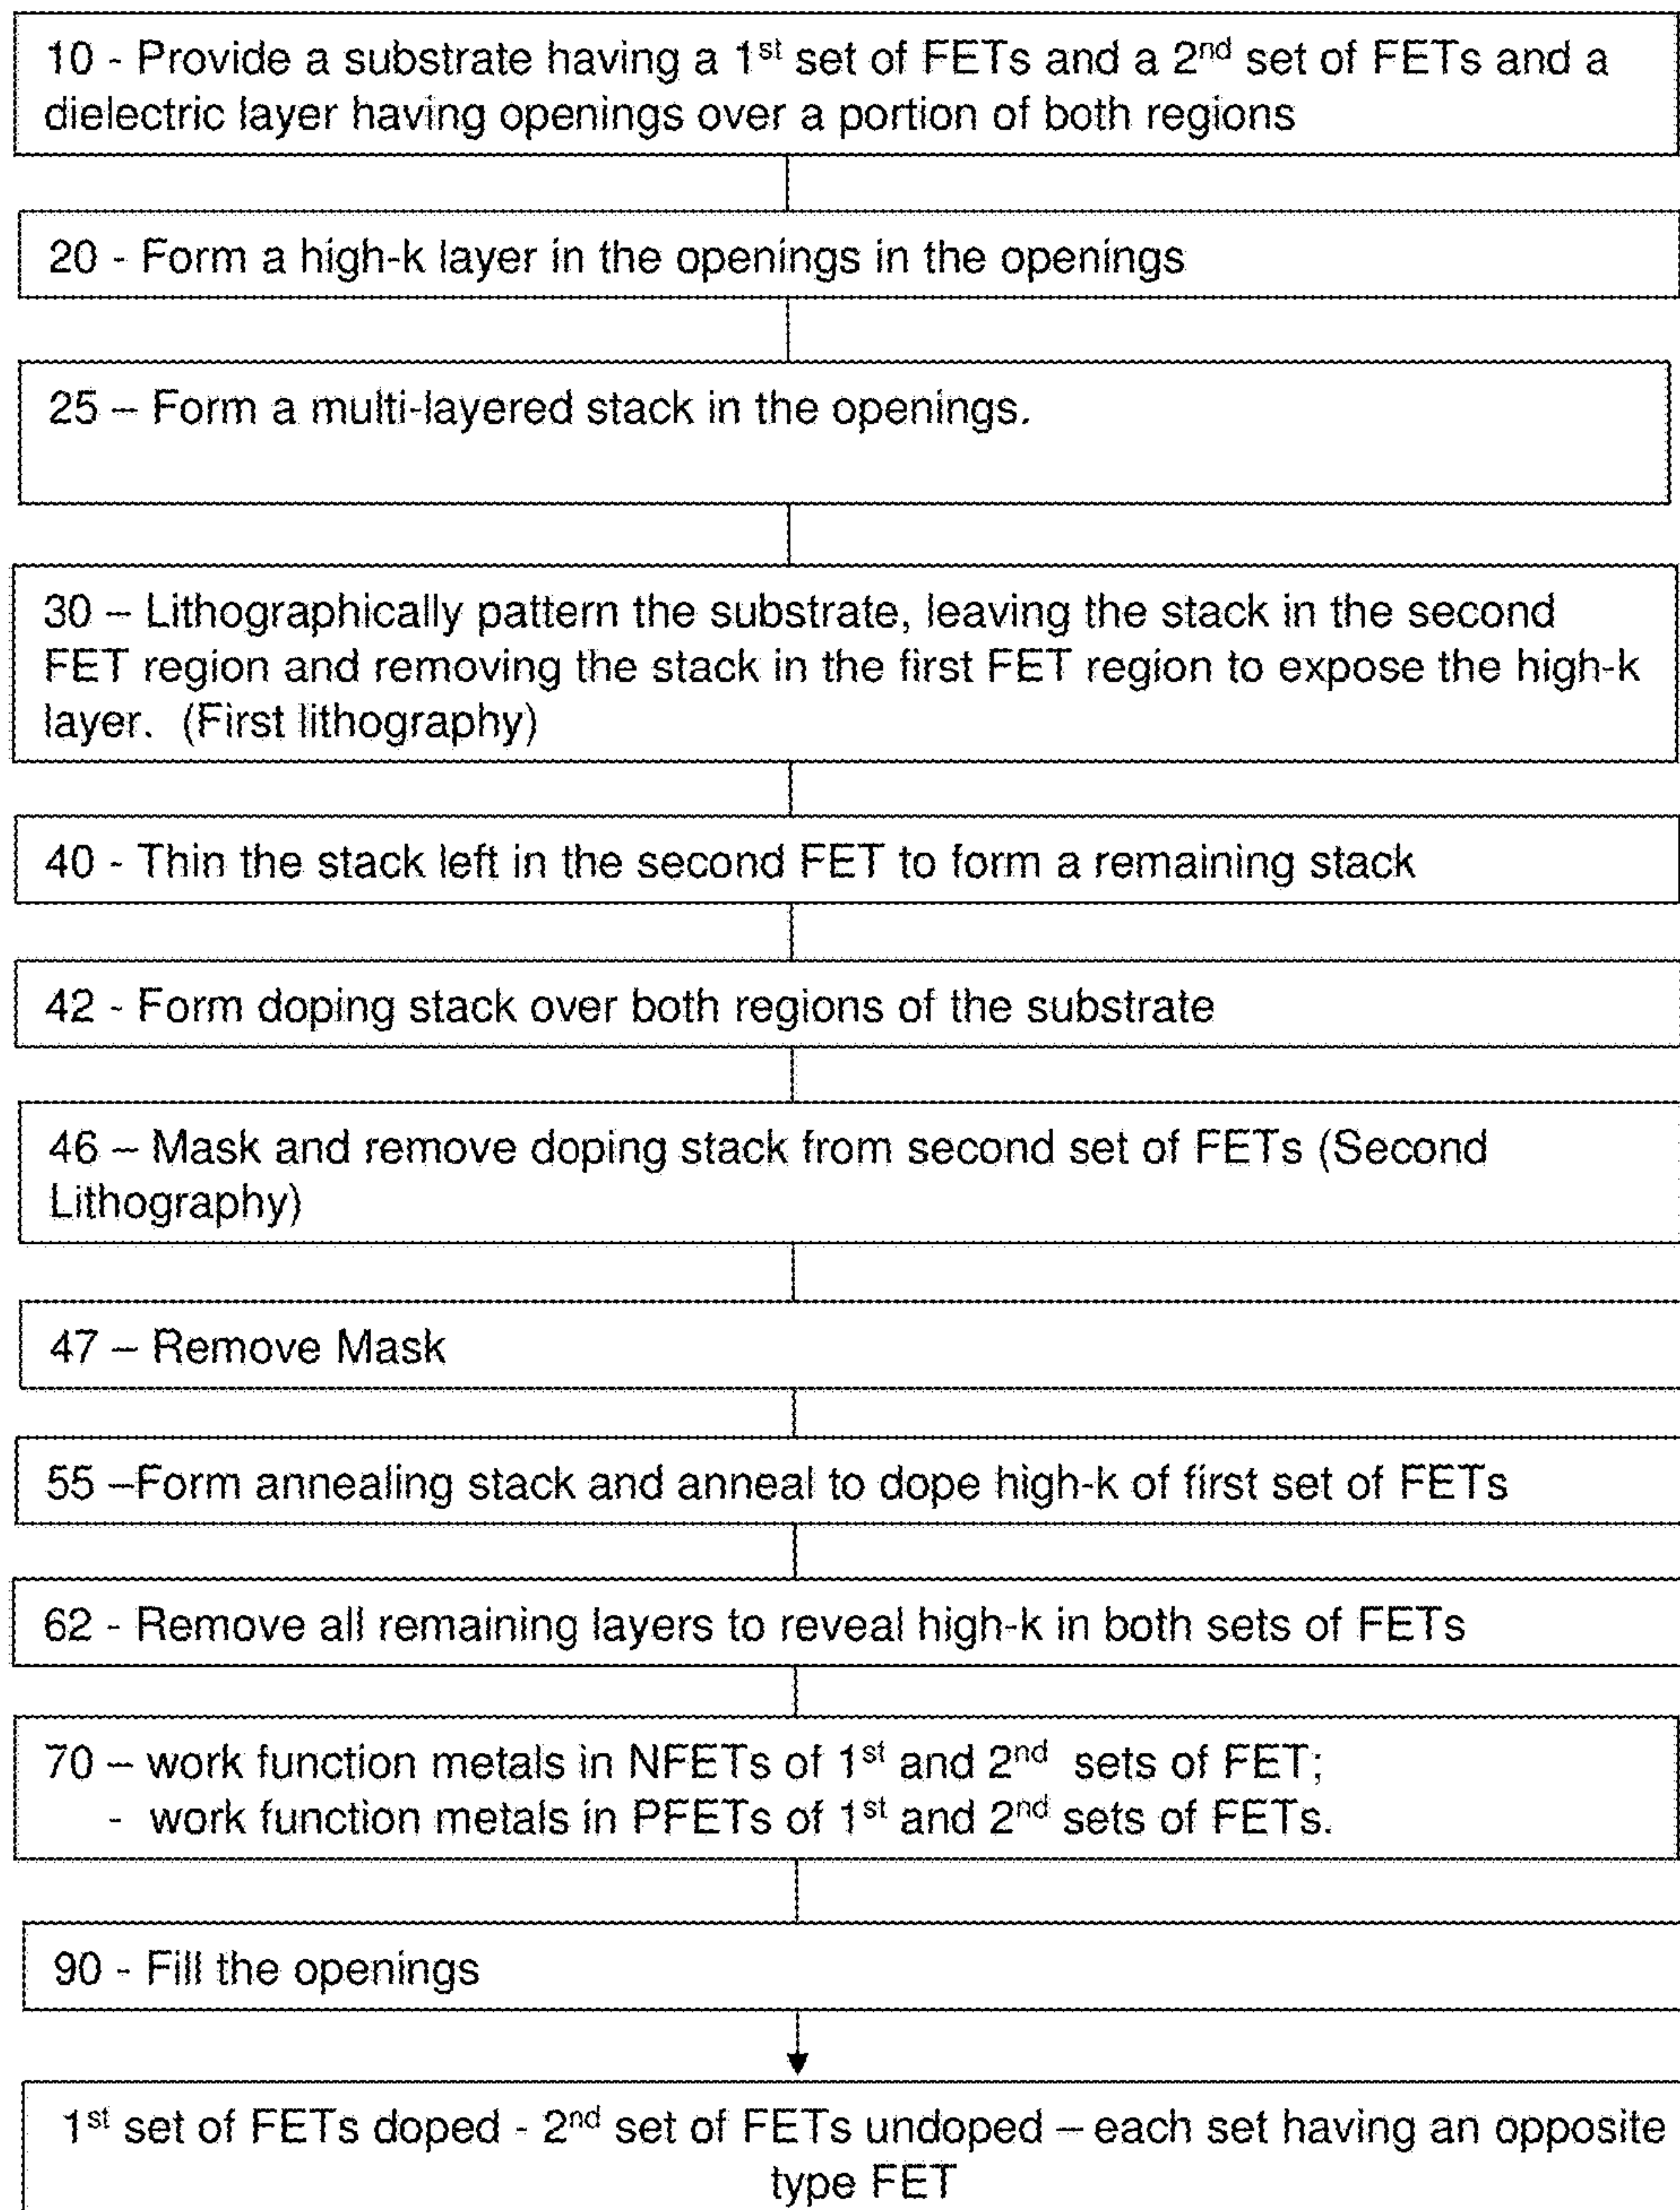 10 - Provide a substrate having a 1st set of FETs and a 2nd set of FETs and a
dielectric layer having openings over a portion of both regions
20 - Form a high-k layer in the openings in the openings
25 – Form a multi-layered stack in the openings.
30 – Lithographically pattern the substrate, leaving the stack in the second
FET region and removing the stack in the first FET region to expose the high-k
layer. (First lithography)
40 - Thin the stack left in the second FET to form a remaining stack
42 - Form doping stack over both regions of the substrate
46 – Mask and remove doping stack from second set of FETs (Second
Lithography)
47 – Remove Mask
55 –Form annealing stack and anneal to dope high-k of first set of FETs
62 - Remove all remaining layers to reveal high-k in both sets of FETs
70 – work function metals in NFETs of 1st and 2nd sets of FET;
- work function metals in PFETs of 1st and 2nd sets of FETs.
90 - Fill the openings
1st set of FETs doped - 2nd set of FETs undoped – each set having an opposite
type FET